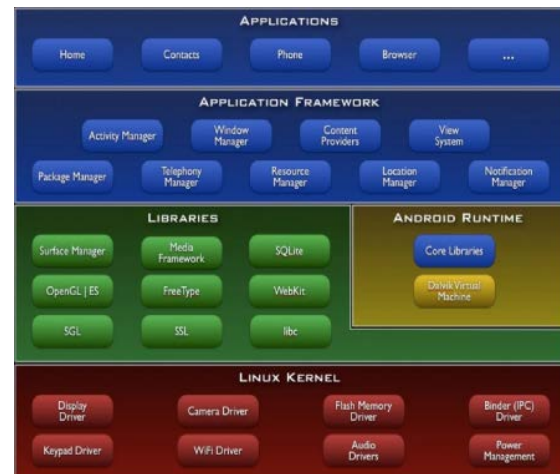 APPLICATIONS
Home
Contacts
Phone
Browser
...
APPLICATION FRAMEWORK
Activity Manager
Window
Manager
Content
Providers
View
System
Package Manager
Telephony
Manager
Resource
Manager
Location
Manager
Notification
Manager
LIBRARIES
Surface Manager
Media
Framework
SQLite
OpenGL | ES
FreeType
WebKit
SGL
SSL
libc
ANDROID RUNTIME
Core Libraries
Dalvik Virtual
Machine
LINUX KERNEL
Display
Driver
Camera Driver
Flash Memory
Driver
Binder (IPC)
Driver
Keypad Driver
WiFi Driver
Audio
Drivers
Power
Management